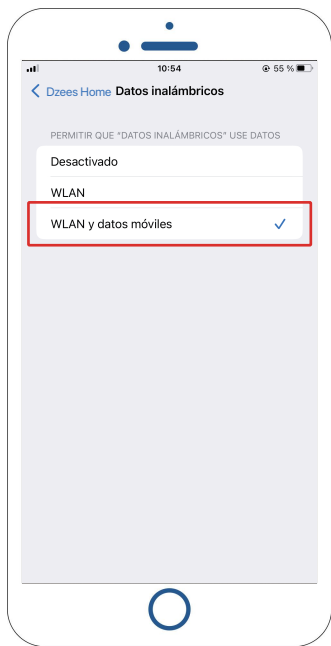 10:54
55 %
Dzees Home Datos inalámbricos
PERMITIR QUE "DATOS INALÁMBRICOS" USE DATOS
Desactivado
WLAN
WLAN y datos móviles